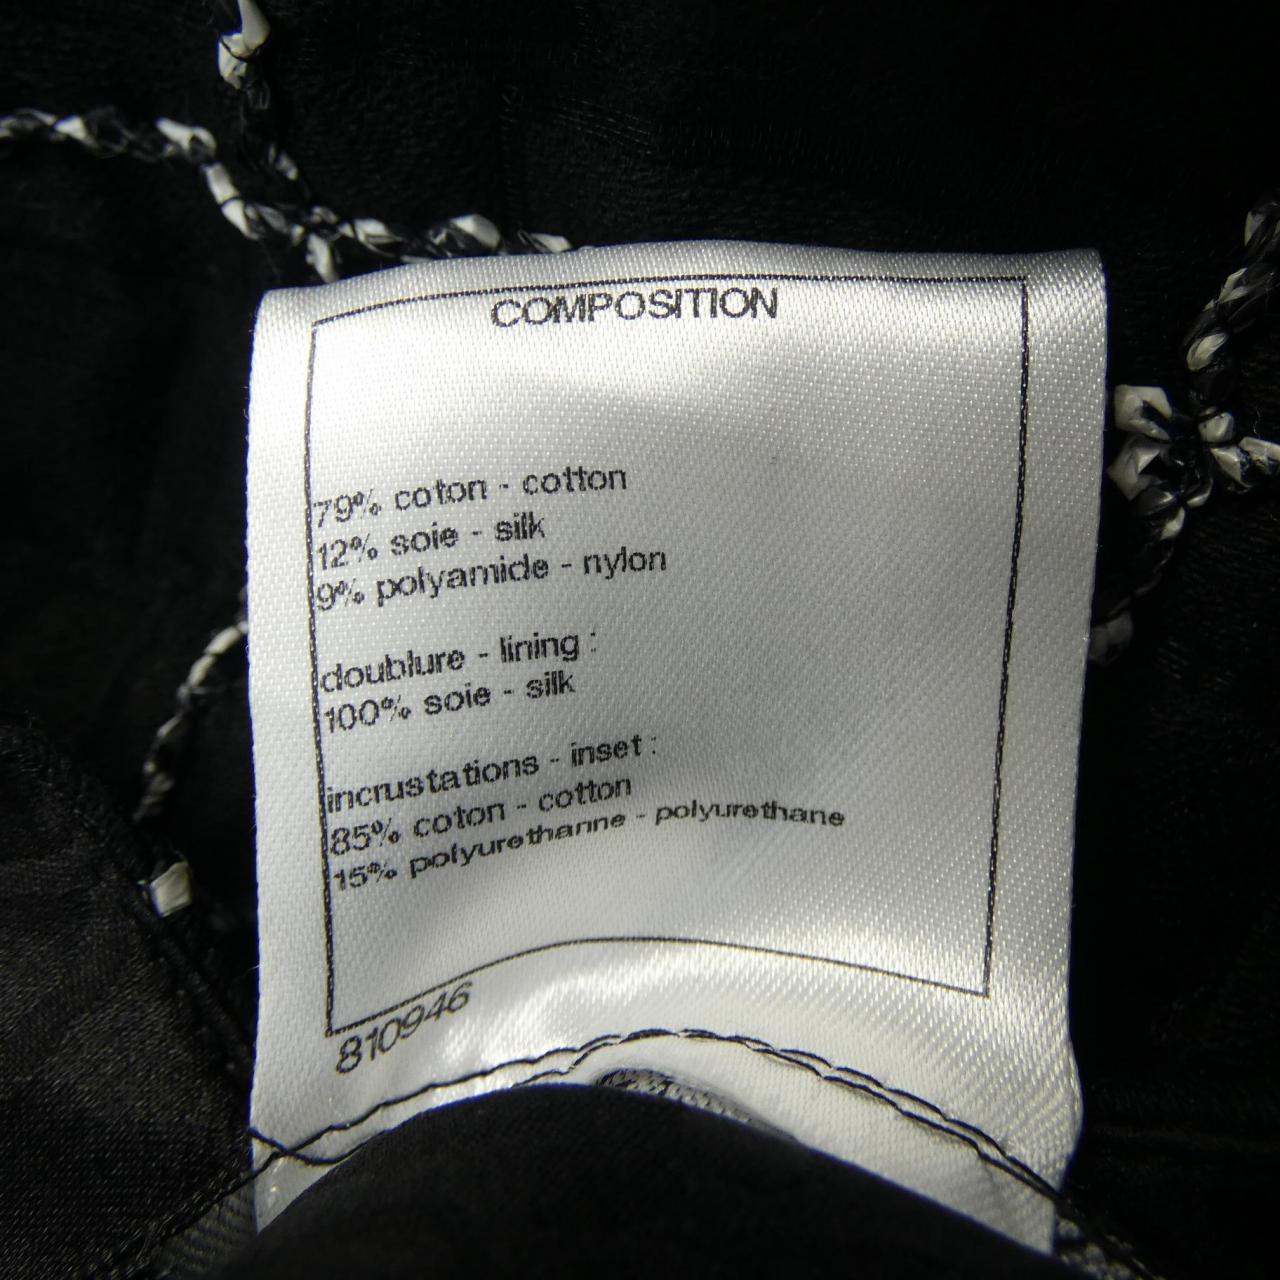 COMPOSITION
79% coton - cotton
12% soie - silk
9% polyamide - nylon
doublure - lining :
100% soie - silk
incrustations - inset :
85% coton - cotton
15% polyurethanne - polyurethane
810946